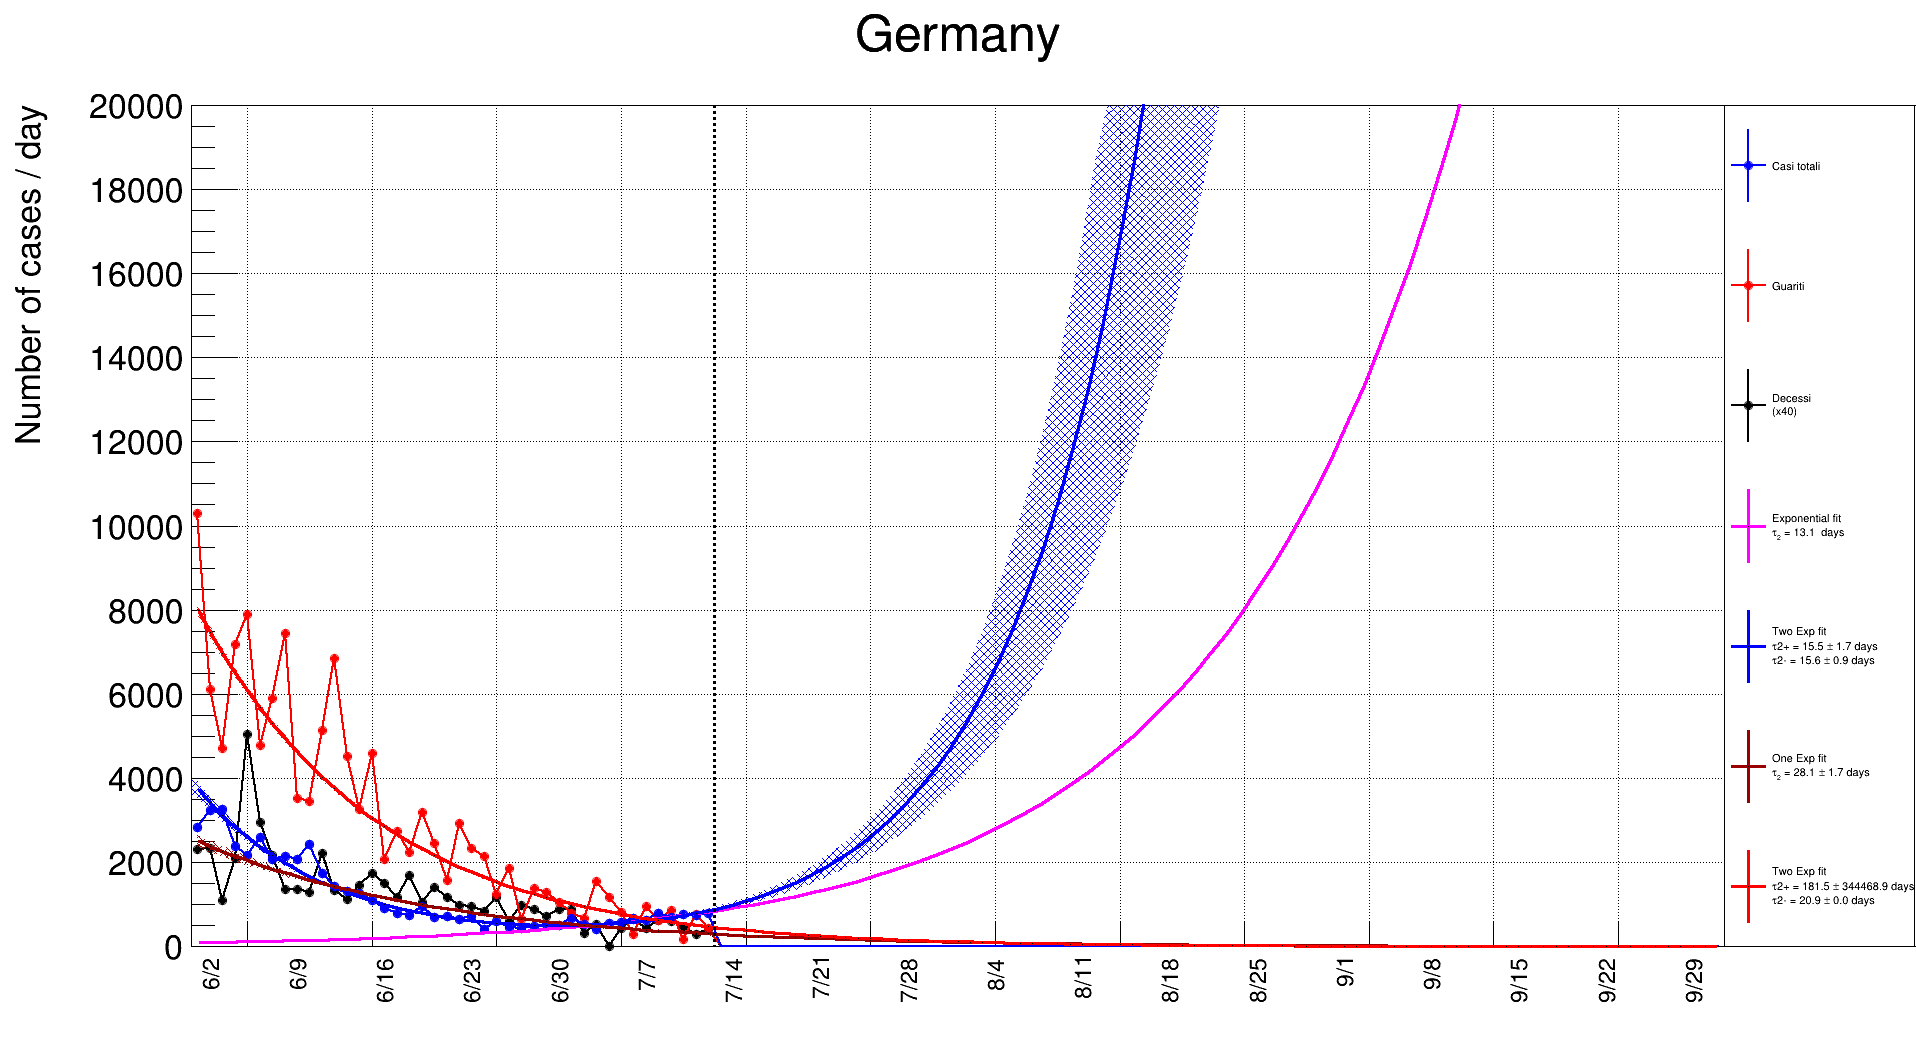 Germany
Number of cases / day
20000
18000
16000
14000
12000
10000
8000
6000
4000
2000
0
6/2
6/9
6/16
6/23
6/30
7/7
7/14
7/21
7/28
8/4
8/11
8/18
8/25
9/1
9/8
9/15
9/22
9/29
Casi totali
Guariti
Decessi
(x40)
Exponential fit
τ2 = 13.1 days
Two Exp fit
τ2+ = 15.5 ± 1.7 days
τ2- = 15.6 ± 0.9 days
One Exp fit
τ2 = 28.1 ± 1.7 days
Two Exp fit
τ2+ = 181.5 ± 344468.9 days
τ2- = 20.9 ± 0.0 days